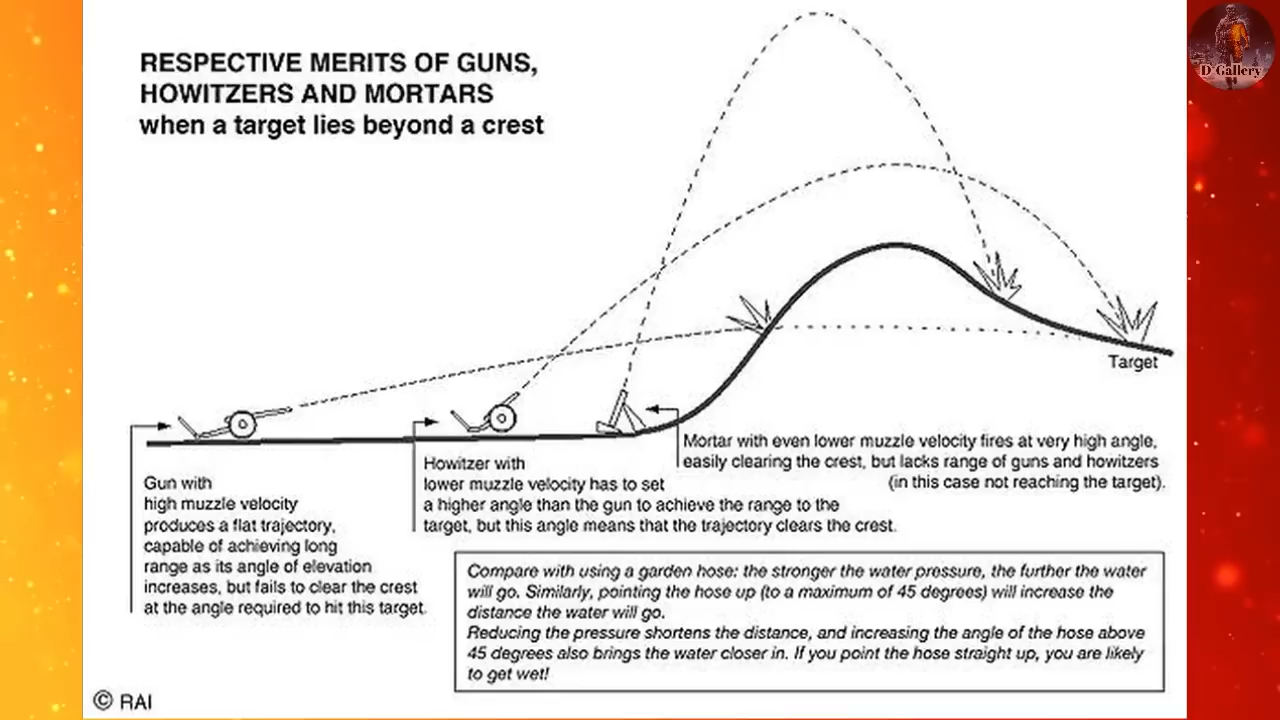 RESPECTIVE MERITS OF GUNS,
HOWITZERS AND MORTARS
when a target lies beyond a crest
D Gallery
Target
Mortar with even lower muzzle velocity fires at very high angle,
easily clearing the crest, but lacks range of guns and howitzers
(in this case not reaching the target).
Howitzer with
lower muzzle velocity has to set
a higher angle than the gun to achieve the range to the
target, but this angle means that the trajectory clears the crest.
Gun with
high muzzle velocity
produces a flat trajectory,
capable of achieving long
range as its angle of elevation
increases, but fails to clear the crest
at the angle required to hit this target.
Compare with using a garden hose: the stronger the water pressure, the further the water
will go. Similarly, pointing the hose up (to a maximum of 45 degrees) will increase the
distance the water will go.
Reducing the pressure shortens the distance, and increasing the angle of the hose above
45 degrees also brings the water closer in. If you point the hose straight up, you are likely
to get wet!
© RAI